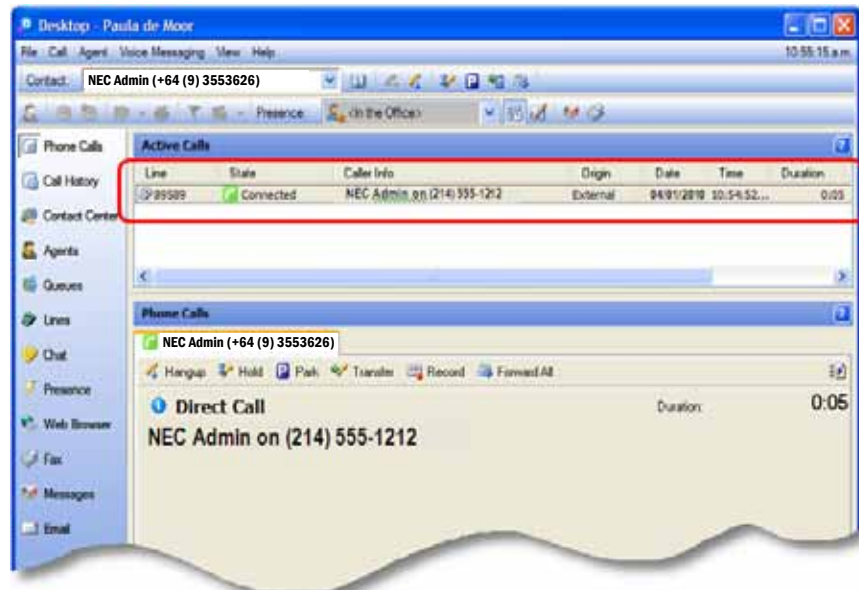 Desktop - Paula de Moor
File Call Agent Voice Messaging View Help 10:55:15 a.m.
Contact: NEC Admin (+64 (9) 3553626)
Presence <In the Office>
Phone Calls
Call History
Contact Center
Agents
Queues
Lines
Chat
Presence
Web Browser
Fax
Messages
Email
Active Calls
Line State Caller Info Origin Date Time Duration
Connected NEC Admin on (214) 555-1212 External 04/01/2010 10:54:52... 0:05
Phone Calls
NEC Admin (+64 (9) 3553626)
Hangup Hold Park Transfer Record Forward All
Direct Call Duration: 0:05
NEC Admin on (214) 555-1212